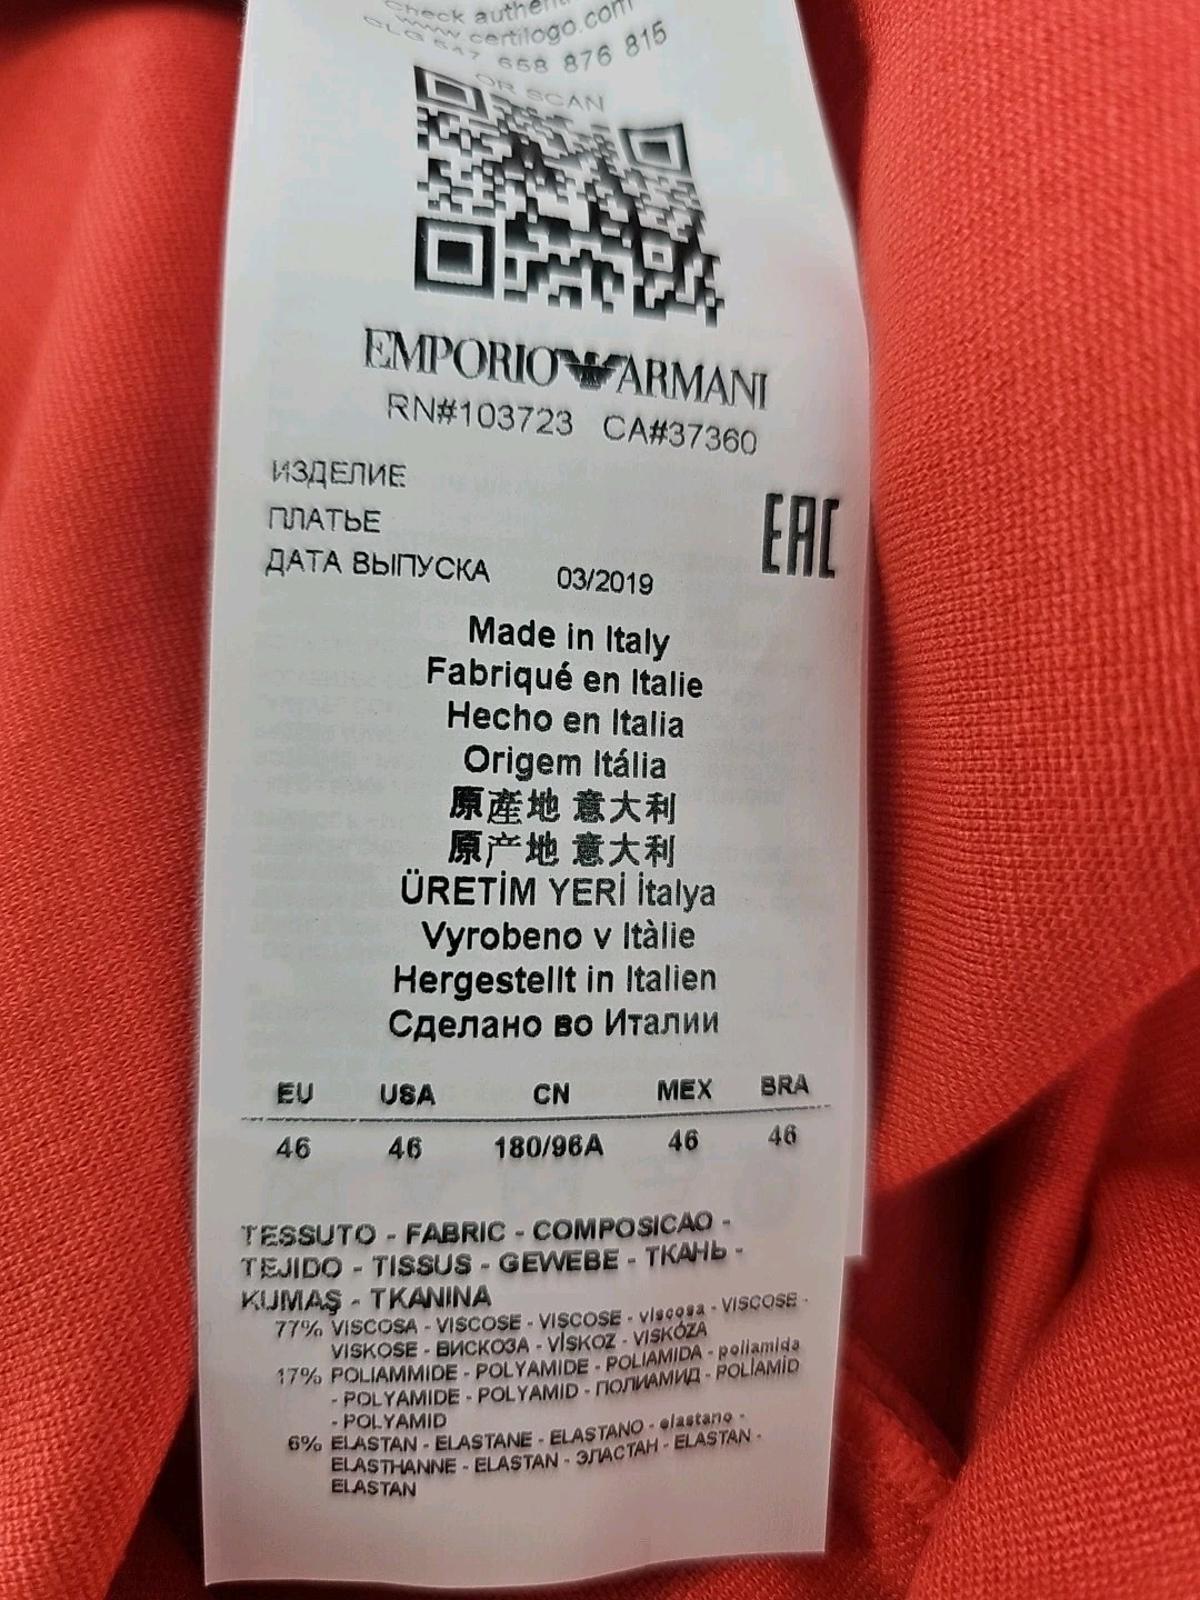 Check
www.certilogo.com
CLG 547 658 876 815
OR SCAN
EMPORIO ARMANI
RN#103723 CA#37360
ИЗДЕЛИЕ
ПЛАТЬЕ
ДАТА ВЫПУСКА 03/2019
EAC
Made in Italy
Fabriqué en Italie
Hecho en Italia
Origem Itália
原產地 意大利
原产地 意大利
ÜRETİM YERİ İtalya
Vyrobeno v Itàlie
Hergestellt in Italien
Сделано во Италии
EU USA CN MEX BRA
46 46 180/96A 46 46
TESSUTO - FABRIC - COMPOSICAO -
TEJIDO - TISSUS - GEWEBE - ТКАНЬ -
KUMAŞ - TKANINA
77% VISCOSA - VISCOSE - VISCOSE - viscosa - VISCOSE -
VISKOSE - ВИСКОЗА - VİSKOZ - VISKÓZA
17% POLIAMMIDE - POLYAMIDE - POLIAMIDA - poliamida
- POLYAMIDE - POLYAMID - ПОЛИАМИД - POLİAMİD
- POLYAMID
6% ELASTAN - ELASTANE - ELASTANO - elastano -
ELASTHANNE - ELASTAN - ЭЛАСТАН - ELASTAN -
ELASTAN